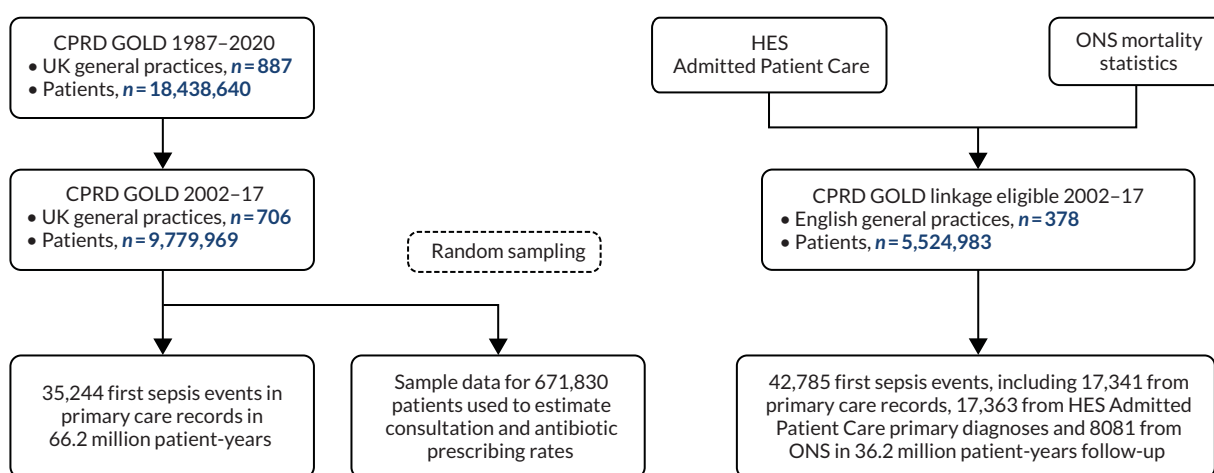 CPRD GOLD 1987–2020
• UK general practices, n = 887
• Patients, n = 18,438,640
HES
Admitted Patient Care
ONS mortality
statistics
CPRD GOLD 2002–17
• UK general practices, n = 706
• Patients, n = 9,779,969
Random sampling
CPRD GOLD linkage eligible 2002–17
• English general practices, n = 378
• Patients, n = 5,524,983
35,244 first sepsis events in
primary care records in
66.2 million patient-years
Sample data for 671,830
patients used to estimate
consultation and antibiotic
prescribing rates
42,785 first sepsis events, including 17,341 from
primary care records, 17,363 from HES Admitted
Patient Care primary diagnoses and 8081 from
ONS in 36.2 million patient-years follow-up